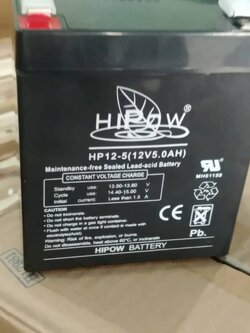 HIPOW
HP12-5(12V5.0AH)
Maintenance-free Sealed Lead-acid Battery
CONSTANT VOLTAGE CHARGE
Standby use: 13.50-13.80 V
Cycle use: 14.40-15.00 V
Initial current: Less than 1.5 A
MH61159
CAUTION:
• Do not incinerate
• Do not short the battery terminals
• Do not charge in a gas tight container
• Flush with water at once if contact is made with
electrolyte(Acid)
Warning: Risk of fire, explosion, or burns.
Do not disassemble, heat above 60°C, or incinerate.
CE
Pb.
HIPOW BATTERY